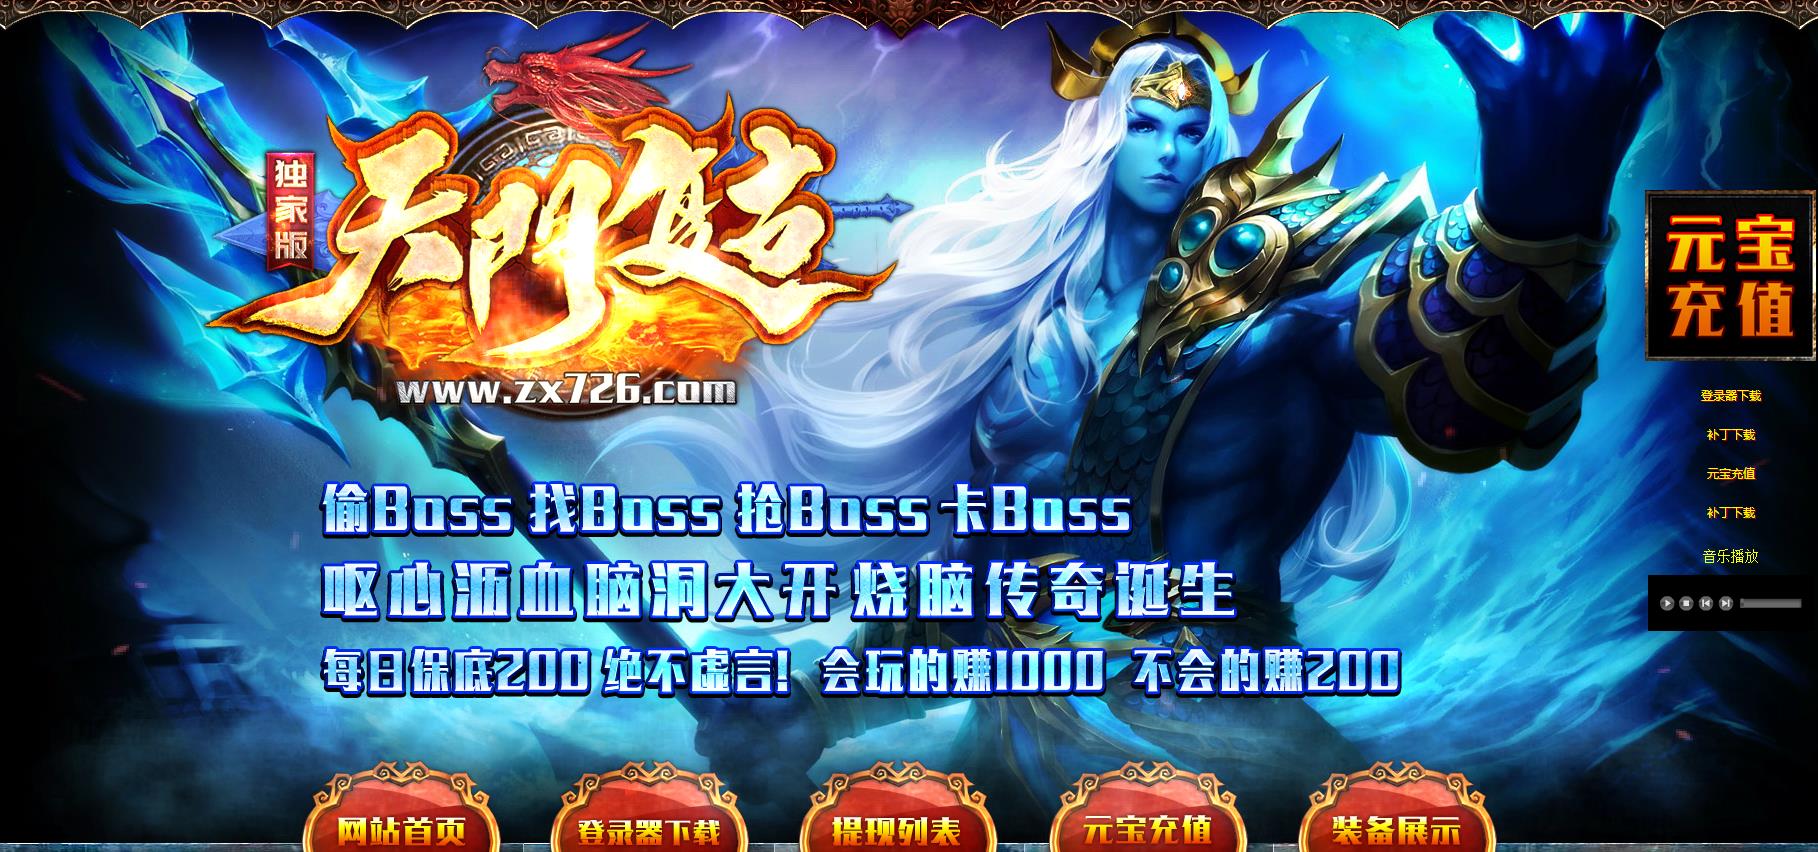 独家版
天門复古
www.zx726.com
元宝
充值
登录器下载
补丁下载
元宝充值
补丁下载
音乐播放
偷Boss 找Boss 抢Boss 卡Boss
呕心沥血脑洞大开 烧脑传奇诞生
每日保底200 绝不虚言! 会玩的赚1000 不会的赚200
网站首页
登录器下载
提现列表
元宝充值
装备展示